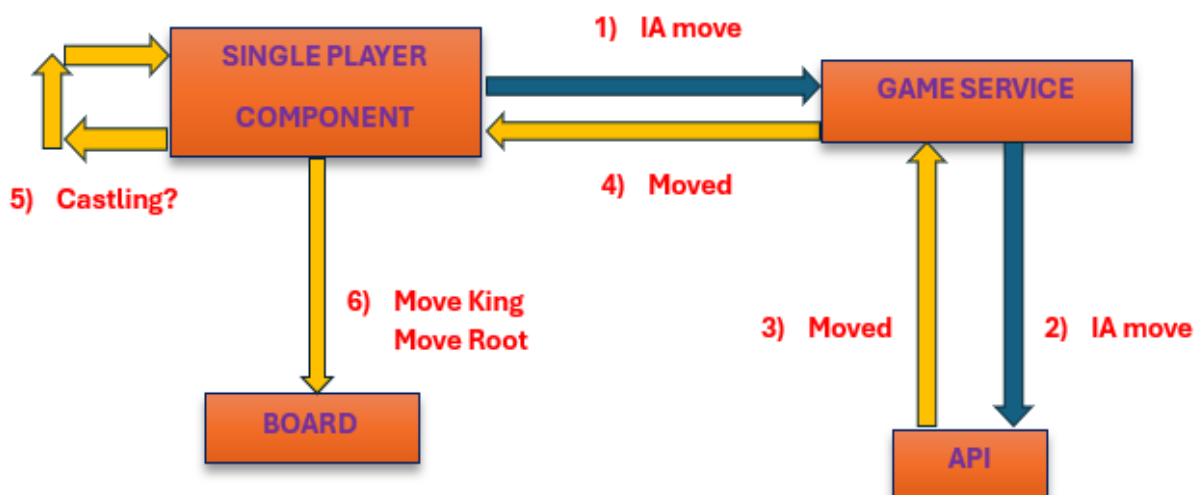 SINGLE PLAYER
COMPONENT
1) IA move
GAME SERVICE
4) Moved
5) Castling?
6) Move King
Move Root
3) Moved
2) IA move
BOARD
API